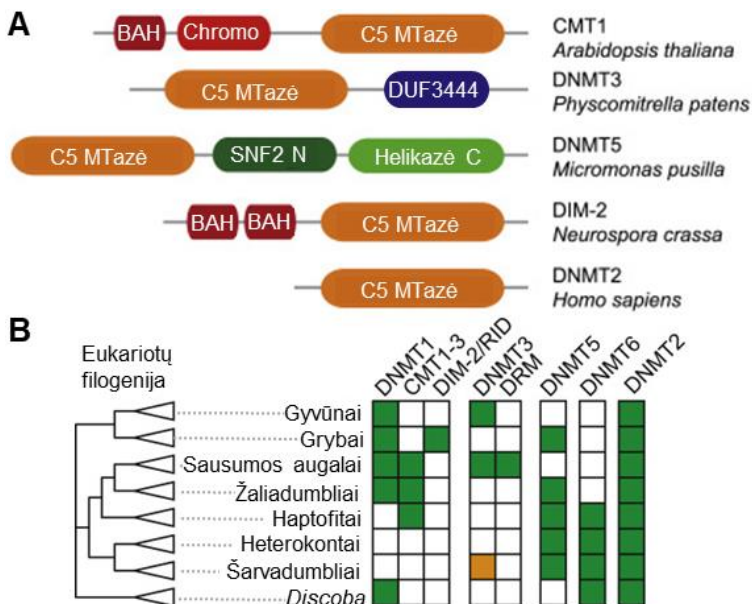 A
BAH Chromo C5 MTazė CMT1
Arabidopsis thaliana
C5 MTazė DUF3444 DNMT3
Physcomitrella patens
C5 MTazė SNF2 N Helikazė C DNMT5
Micromonas pusilla
BAH BAH C5 MTazė DIM-2
Neurospora crassa
C5 MTazė DNMT2
Homo sapiens
B
Eukariotų
filogenija
DNMT1
CMT1-3
DIM-2/RID
DNMT3
DRM
DNMT5
DNMT6
DNMT2
Gyvūnai
Grybai
Sausumos augalai
Žaliadumbliai
Haptofitai
Heterokontai
Šarvadumbliai
Discoba